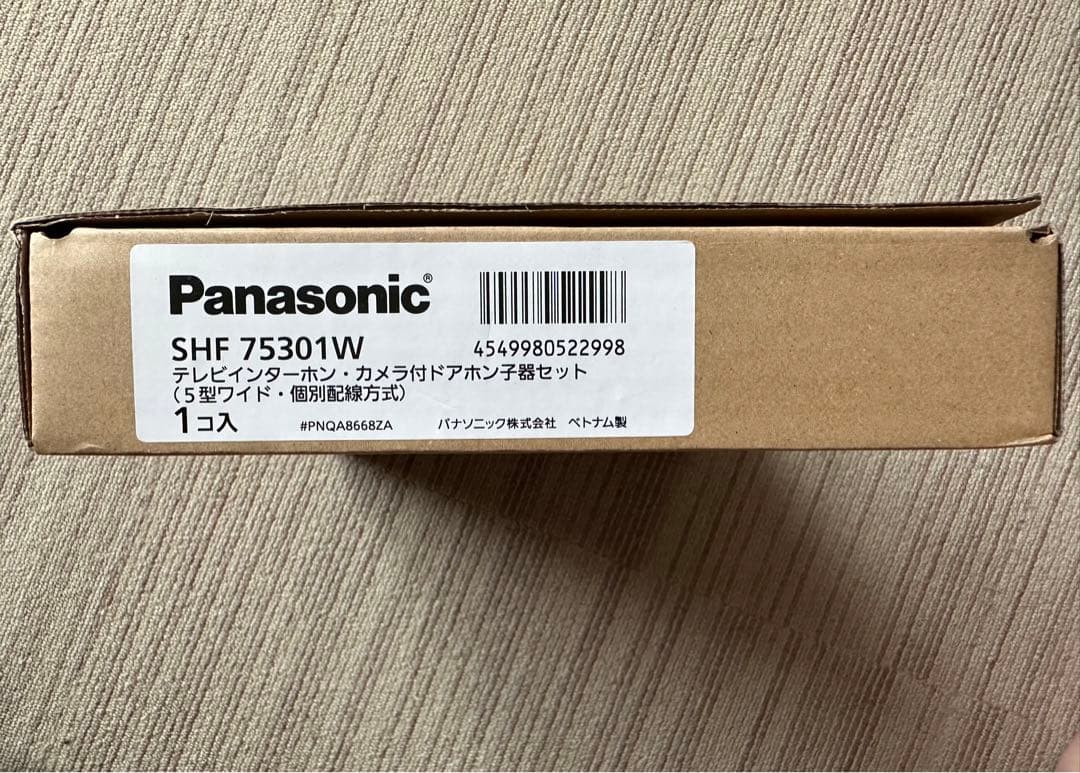 Panasonic®
SHF 75301W
4549980522998
テレビインターホン・カメラ付ドアホン子器セット
（5型ワイド・個別配線方式）
1コ入
#PNQA8668ZA
パナソニック株式会社 ベトナム製